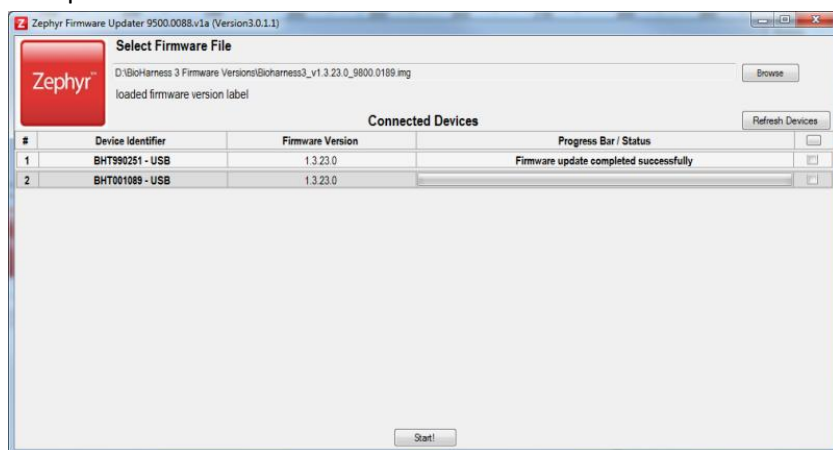 Zephyr Firmware Updater 9500.0088.v1a (Version3.0.1.1)
Zephyr™
Select Firmware File
D:\BioHarness 3 Firmware Versions\Bioharness3_v1.3.23.0_9800.0189.img
Browse
loaded firmware version label
Connected Devices
Refresh Devices
# Device Identifier Firmware Version Progress Bar / Status
1 BHT990251 - USB 1.3.23.0 Firmware update completed successfully
2 BHT001089 - USB 1.3.23.0
Start!